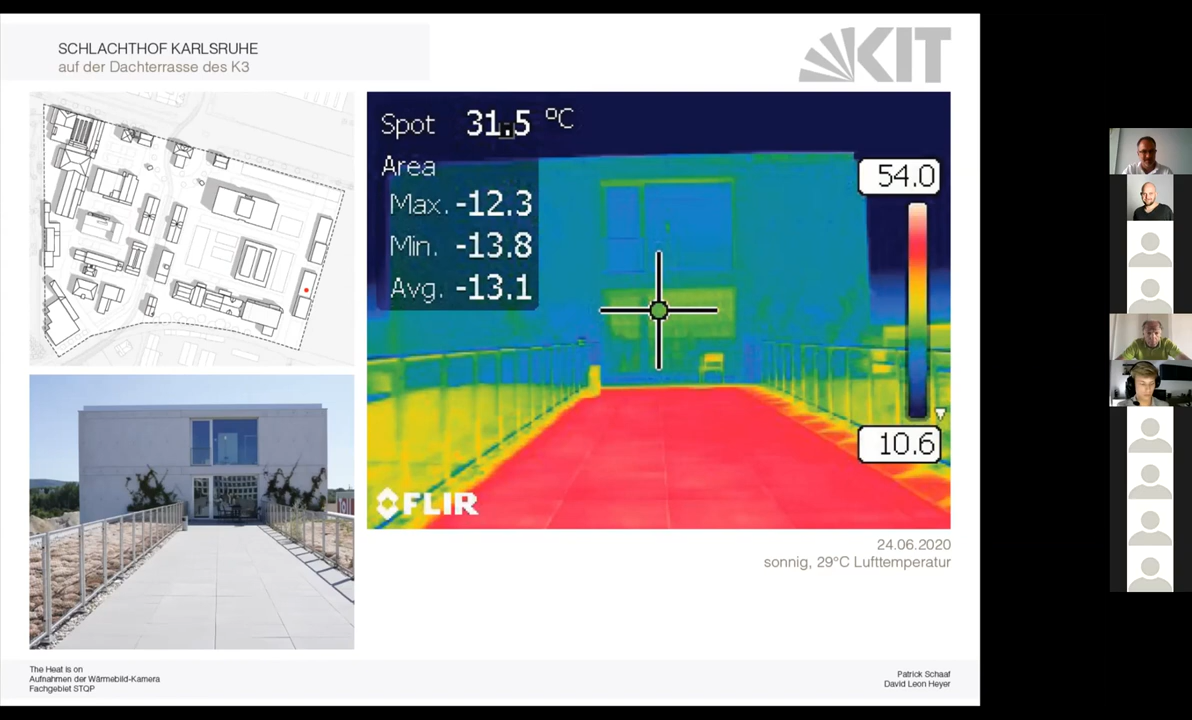 SCHLACHTHOF KARLSRUHE
auf der Dachterrasse des K3
KIT
Spot 31.5 ºC
Area
Max. -12.3
Min. -13.8
Avg. -13.1
54.0
10.6
FLIR
24.06.2020
sonnig, 29°C Lufttemperatur
The Heat is on
Aufnahmen der Wärmebild-Kamera
Fachgebiet STQP
Patrick Schaaf
David Leon Heyer